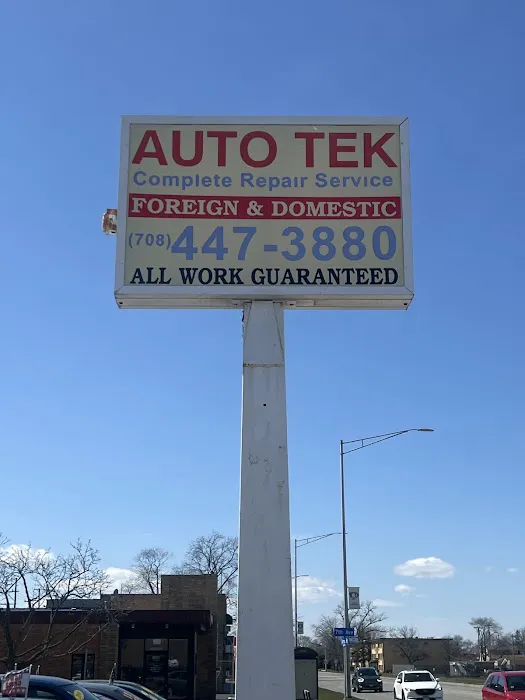 AUTO TEK
Complete Repair Service
FOREIGN & DOMESTIC
(708) 447-3880
ALL WORK GUARANTEED